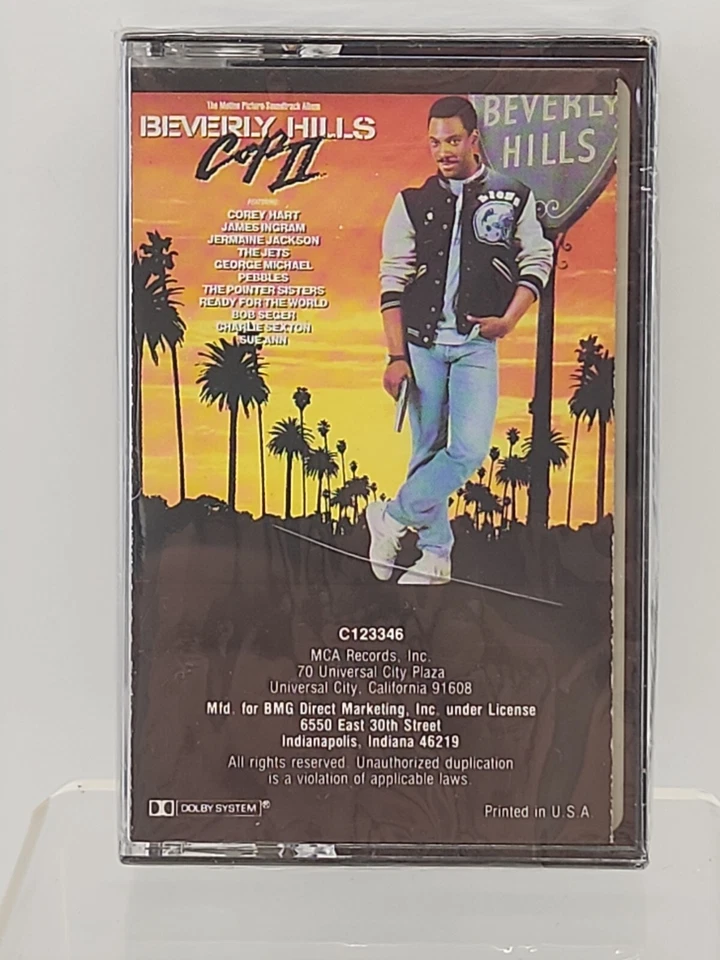 The Motion Picture Soundtrack Album
BEVERLY HILLS
Cop II
FEATURING
COREY HART
JAMES INGRAM
JERMAINE JACKSON
THE JETS
GEORGE MICHAEL
PEBBLES
THE POINTER SISTERS
READY FOR THE WORLD
BOB SEGER
CHARLIE SEXTON
SUE ANN
BEVERLY
HILLS
Lions
C123346
MCA Records, Inc.
70 Universal City Plaza
Universal City, California 91608
Mfd. for BMG Direct Marketing, Inc. under License
6550 East 30th Street
Indianapolis, Indiana 46219
All rights reserved. Unauthorized duplication
is a violation of applicable laws.
DOLBY SYSTEM®
Printed in U.S.A.